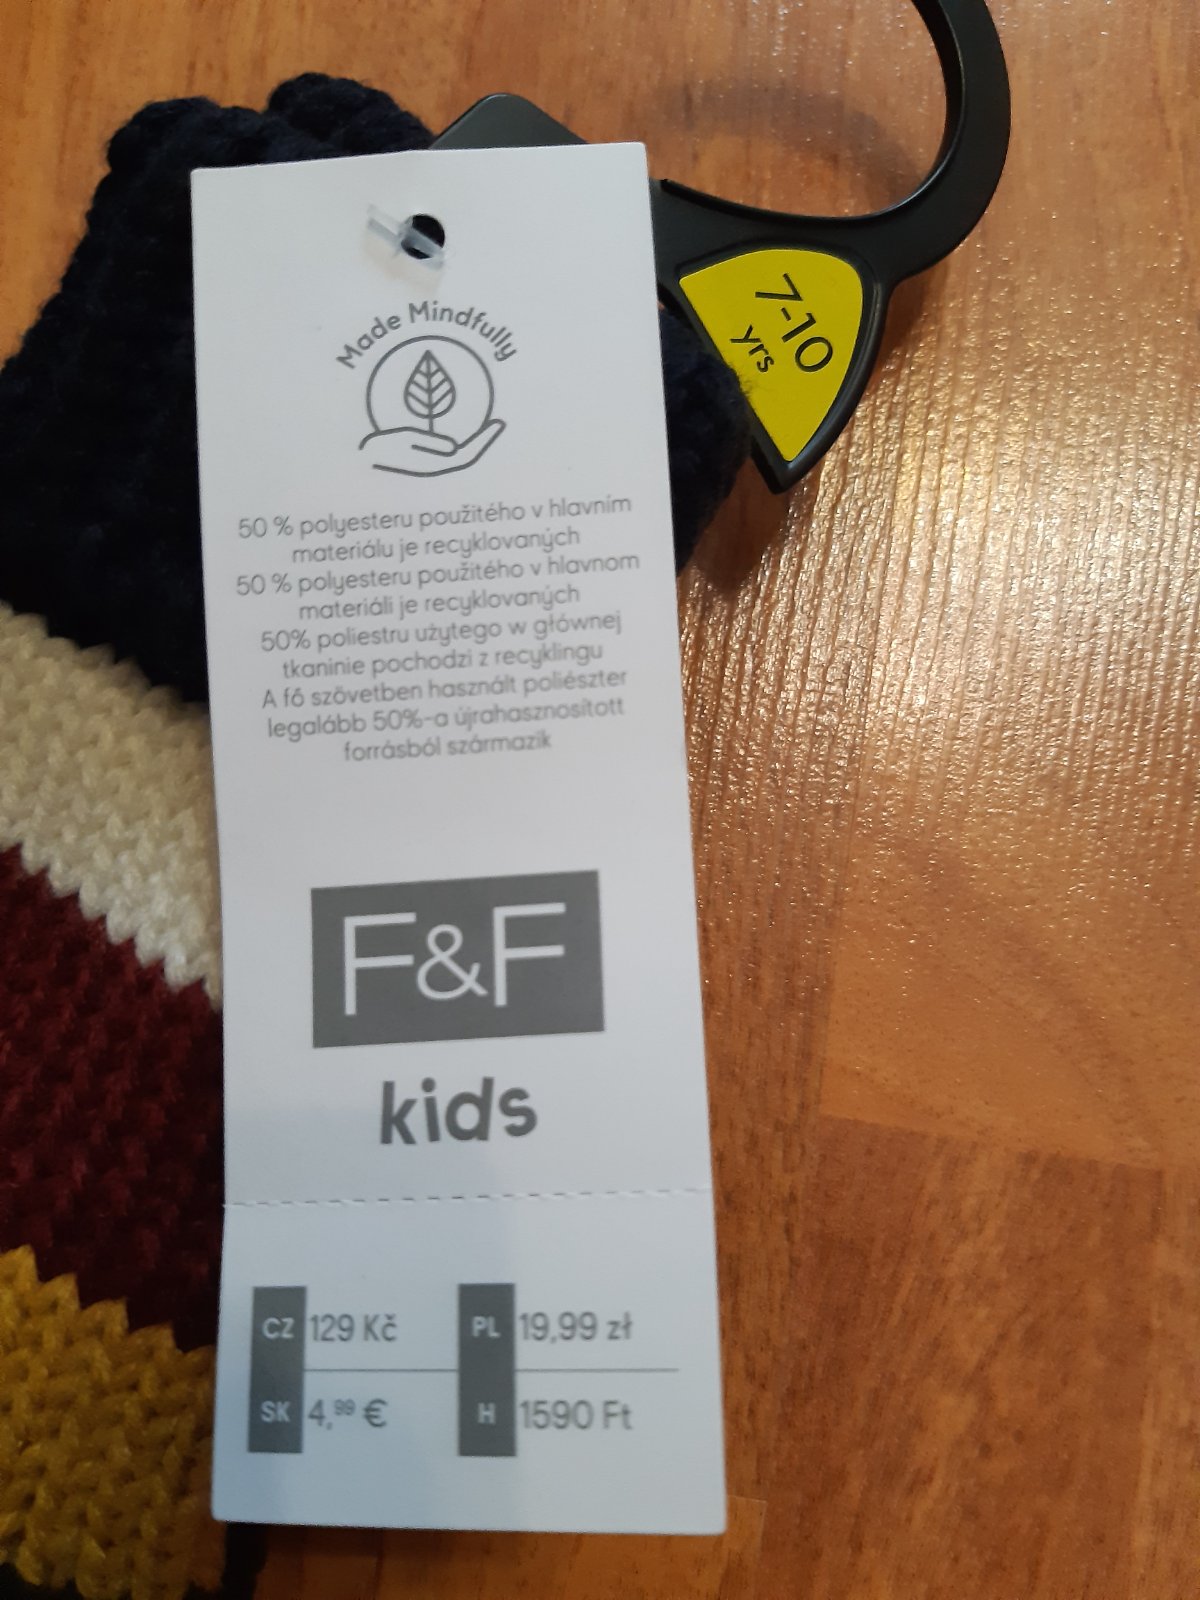 7-10
yrs
Made Mindfully
50 % polyesteru použitého v hlavním
materiálu je recyklovaných
50 % polyesteru použitého v hlavnom
materiáli je recyklovaných
50% poliestru użytego w głównej
tkaninie pochodzi z recyklingu
A fő szövetben használt poliészter
legalább 50%-a újrahasznosított
forrásból származik
F&F
kids
CZ 129 Kč PL 19,99 zł
SK 4,99 € H 1590 Ft